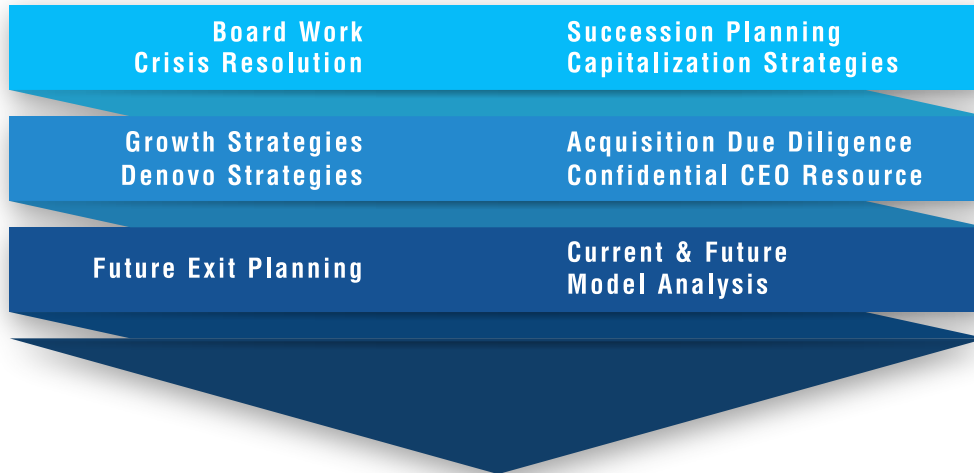 Board Work
Crisis Resolution
Succession Planning
Capitalization Strategies
Growth Strategies
Denovo Strategies
Acquisition Due Diligence
Confidential CEO Resource
Future Exit Planning
Current & Future
Model Analysis